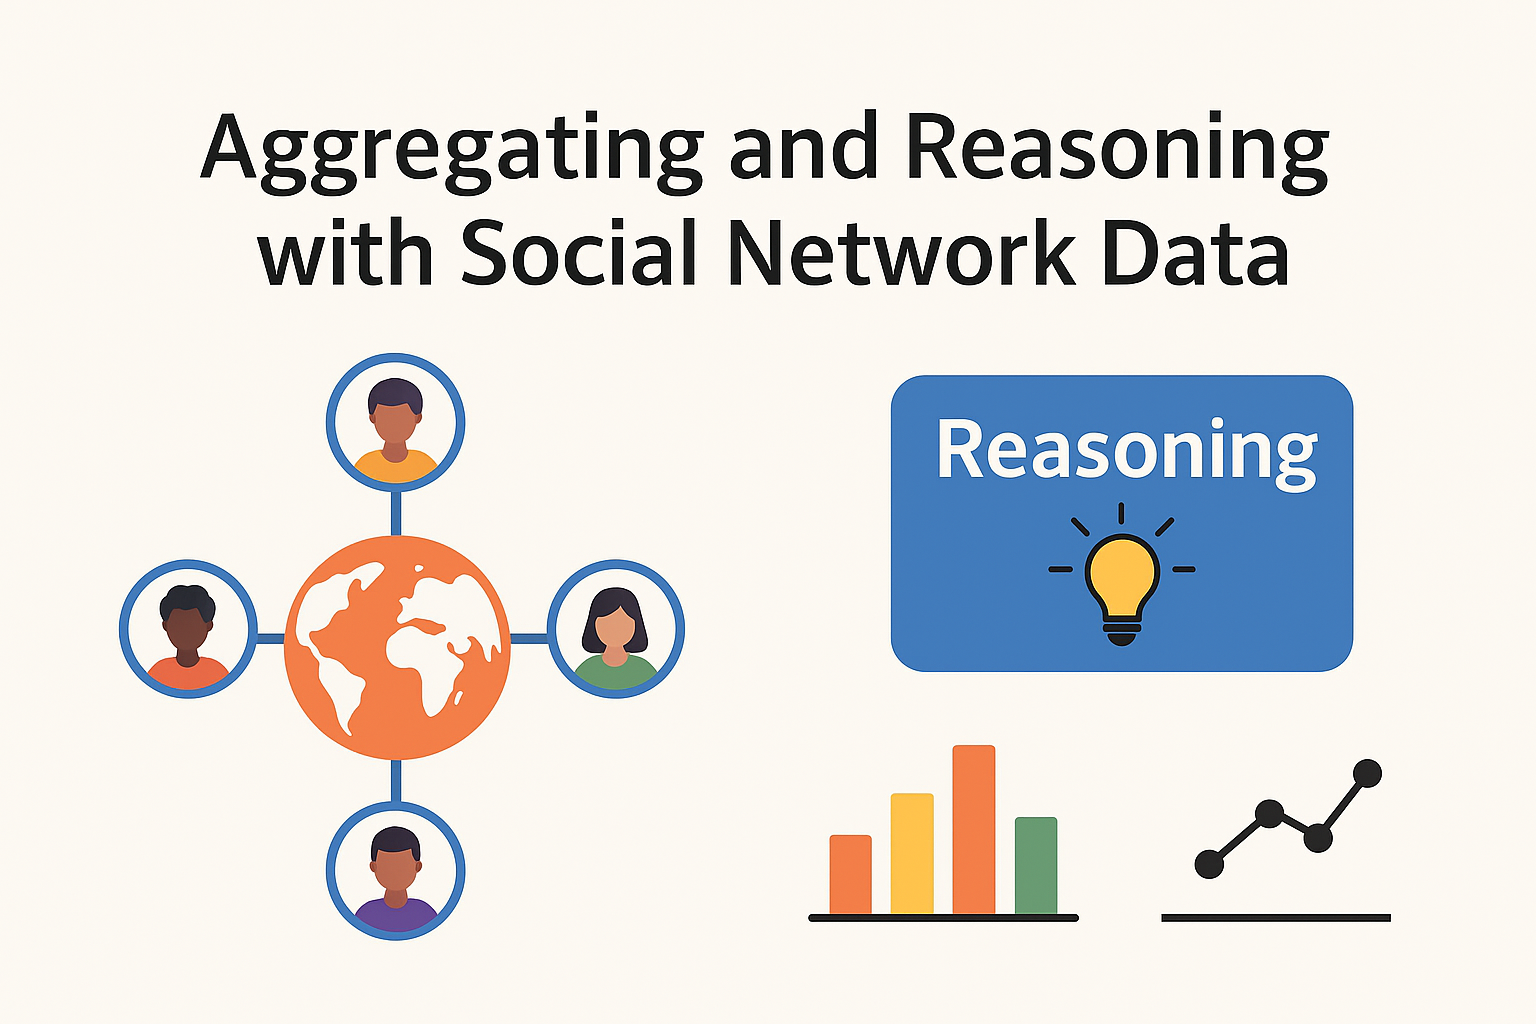 Aggregating and Reasoning
with Social Network Data
Reasoning